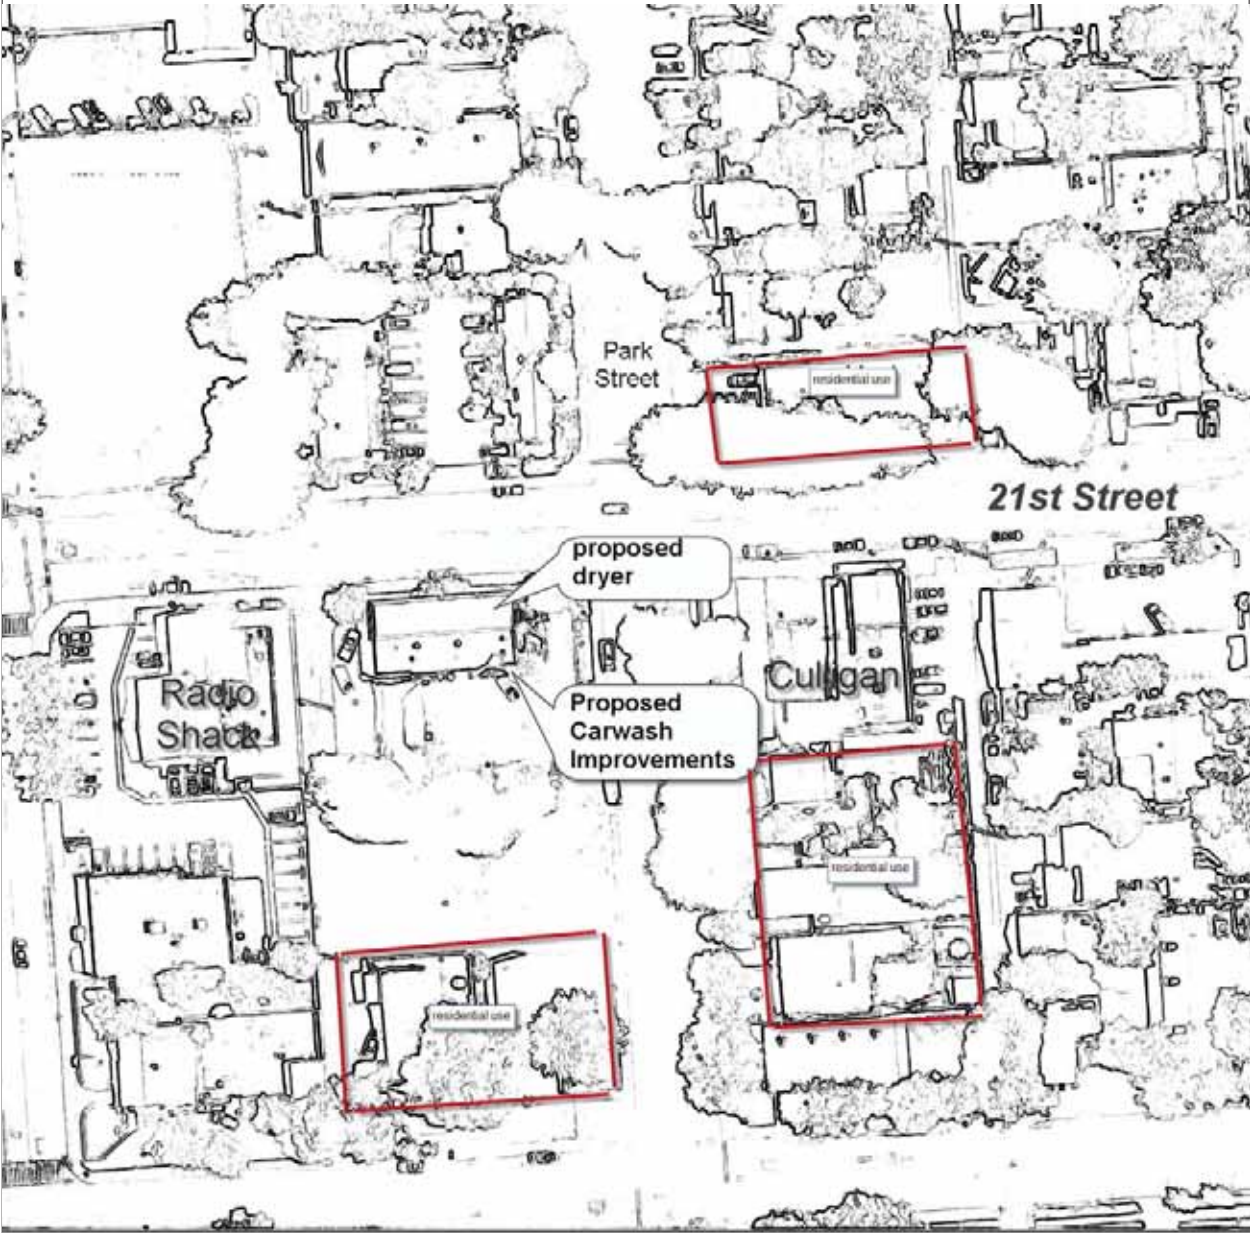 Park
Street
residential use
21st Street
proposed
dryer
Radio
Shack
Culligan
Proposed
Carwash
Improvements
residential use
residential use